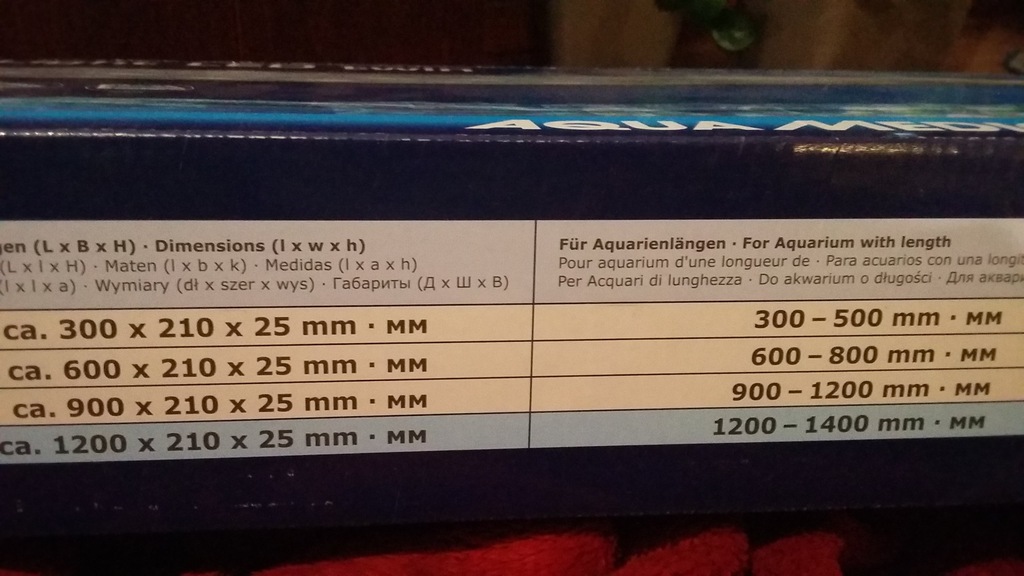 AQUA
gen (L x B x H) · Dimensions (l x w x h)
(L x l x H) · Maten (l x b x k) · Medidas (l x a x h)
(l x l x a) · Wymiary (dł x szer x wys) · Габариты (Д x Ш x В)
Für Aquarienlängen · For Aquarium with length
Pour aquarium d'une longueur de · Para acuarios con una
Per Acquari di lunghezza · Do akwarium o długości · Для
ca. 300 x 210 x 25 mm · мм 300 – 500 mm · мм
ca. 600 x 210 x 25 mm · мм 600 – 800 mm · мм
ca. 900 x 210 x 25 mm · мм 900 – 1200 mm · мм
ca. 1200 x 210 x 25 mm · мм 1200 – 1400 mm · мм